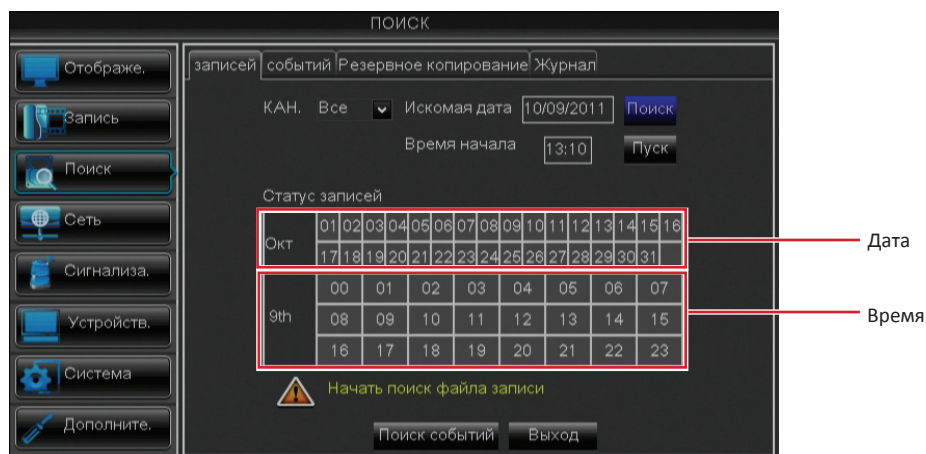 ПОИСК
Отображе.
Запись
Поиск
Сеть
Сигнализа.
Устройств.
Система
Дополните.
записей событий Резервное копирование Журнал
КАН. Все Искомая дата 10/09/2011 Поиск
Время начала 13:10 Пуск
Статус записей
Окт
01 02 03 04 05 06 07 08 09 10 11 12 13 14 15 16
17 18 19 20 21 22 23 24 25 26 27 28 29 30 31
Дата
9th
00 01 02 03 04 05 06 07
08 09 10 11 12 13 14 15
16 17 18 19 20 21 22 23
Время
Начать поиск файла записи
Поиск событий Выход